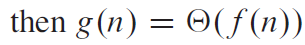 then g(n) = Θ(f(n))